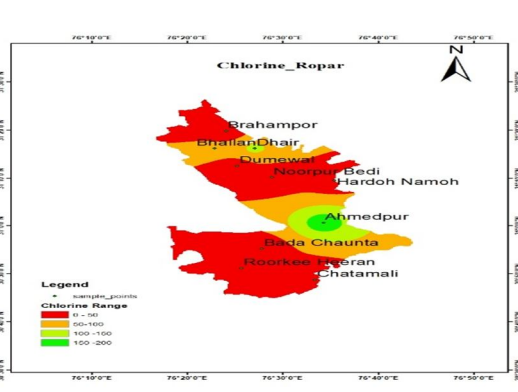 76°10'0"E 76°20'0"E 76°30'0"E 76°40'0"E 76°50'0"E
N
Chlorine_Ropar
Brahampor
Bhallan Dhair
Dumewal
Noorpur Bedi
Hardoh Namoh
Ahmedpur
Bada Chaunta
Roorkee Heeran
Chatamali
Legend
sample_points
Chlorine Range
0 - 50
50-100
100 -150
150 -200
76°10'0"E 76°20'0"E 76°30'0"E 76°40'0"E 76°50'0"E